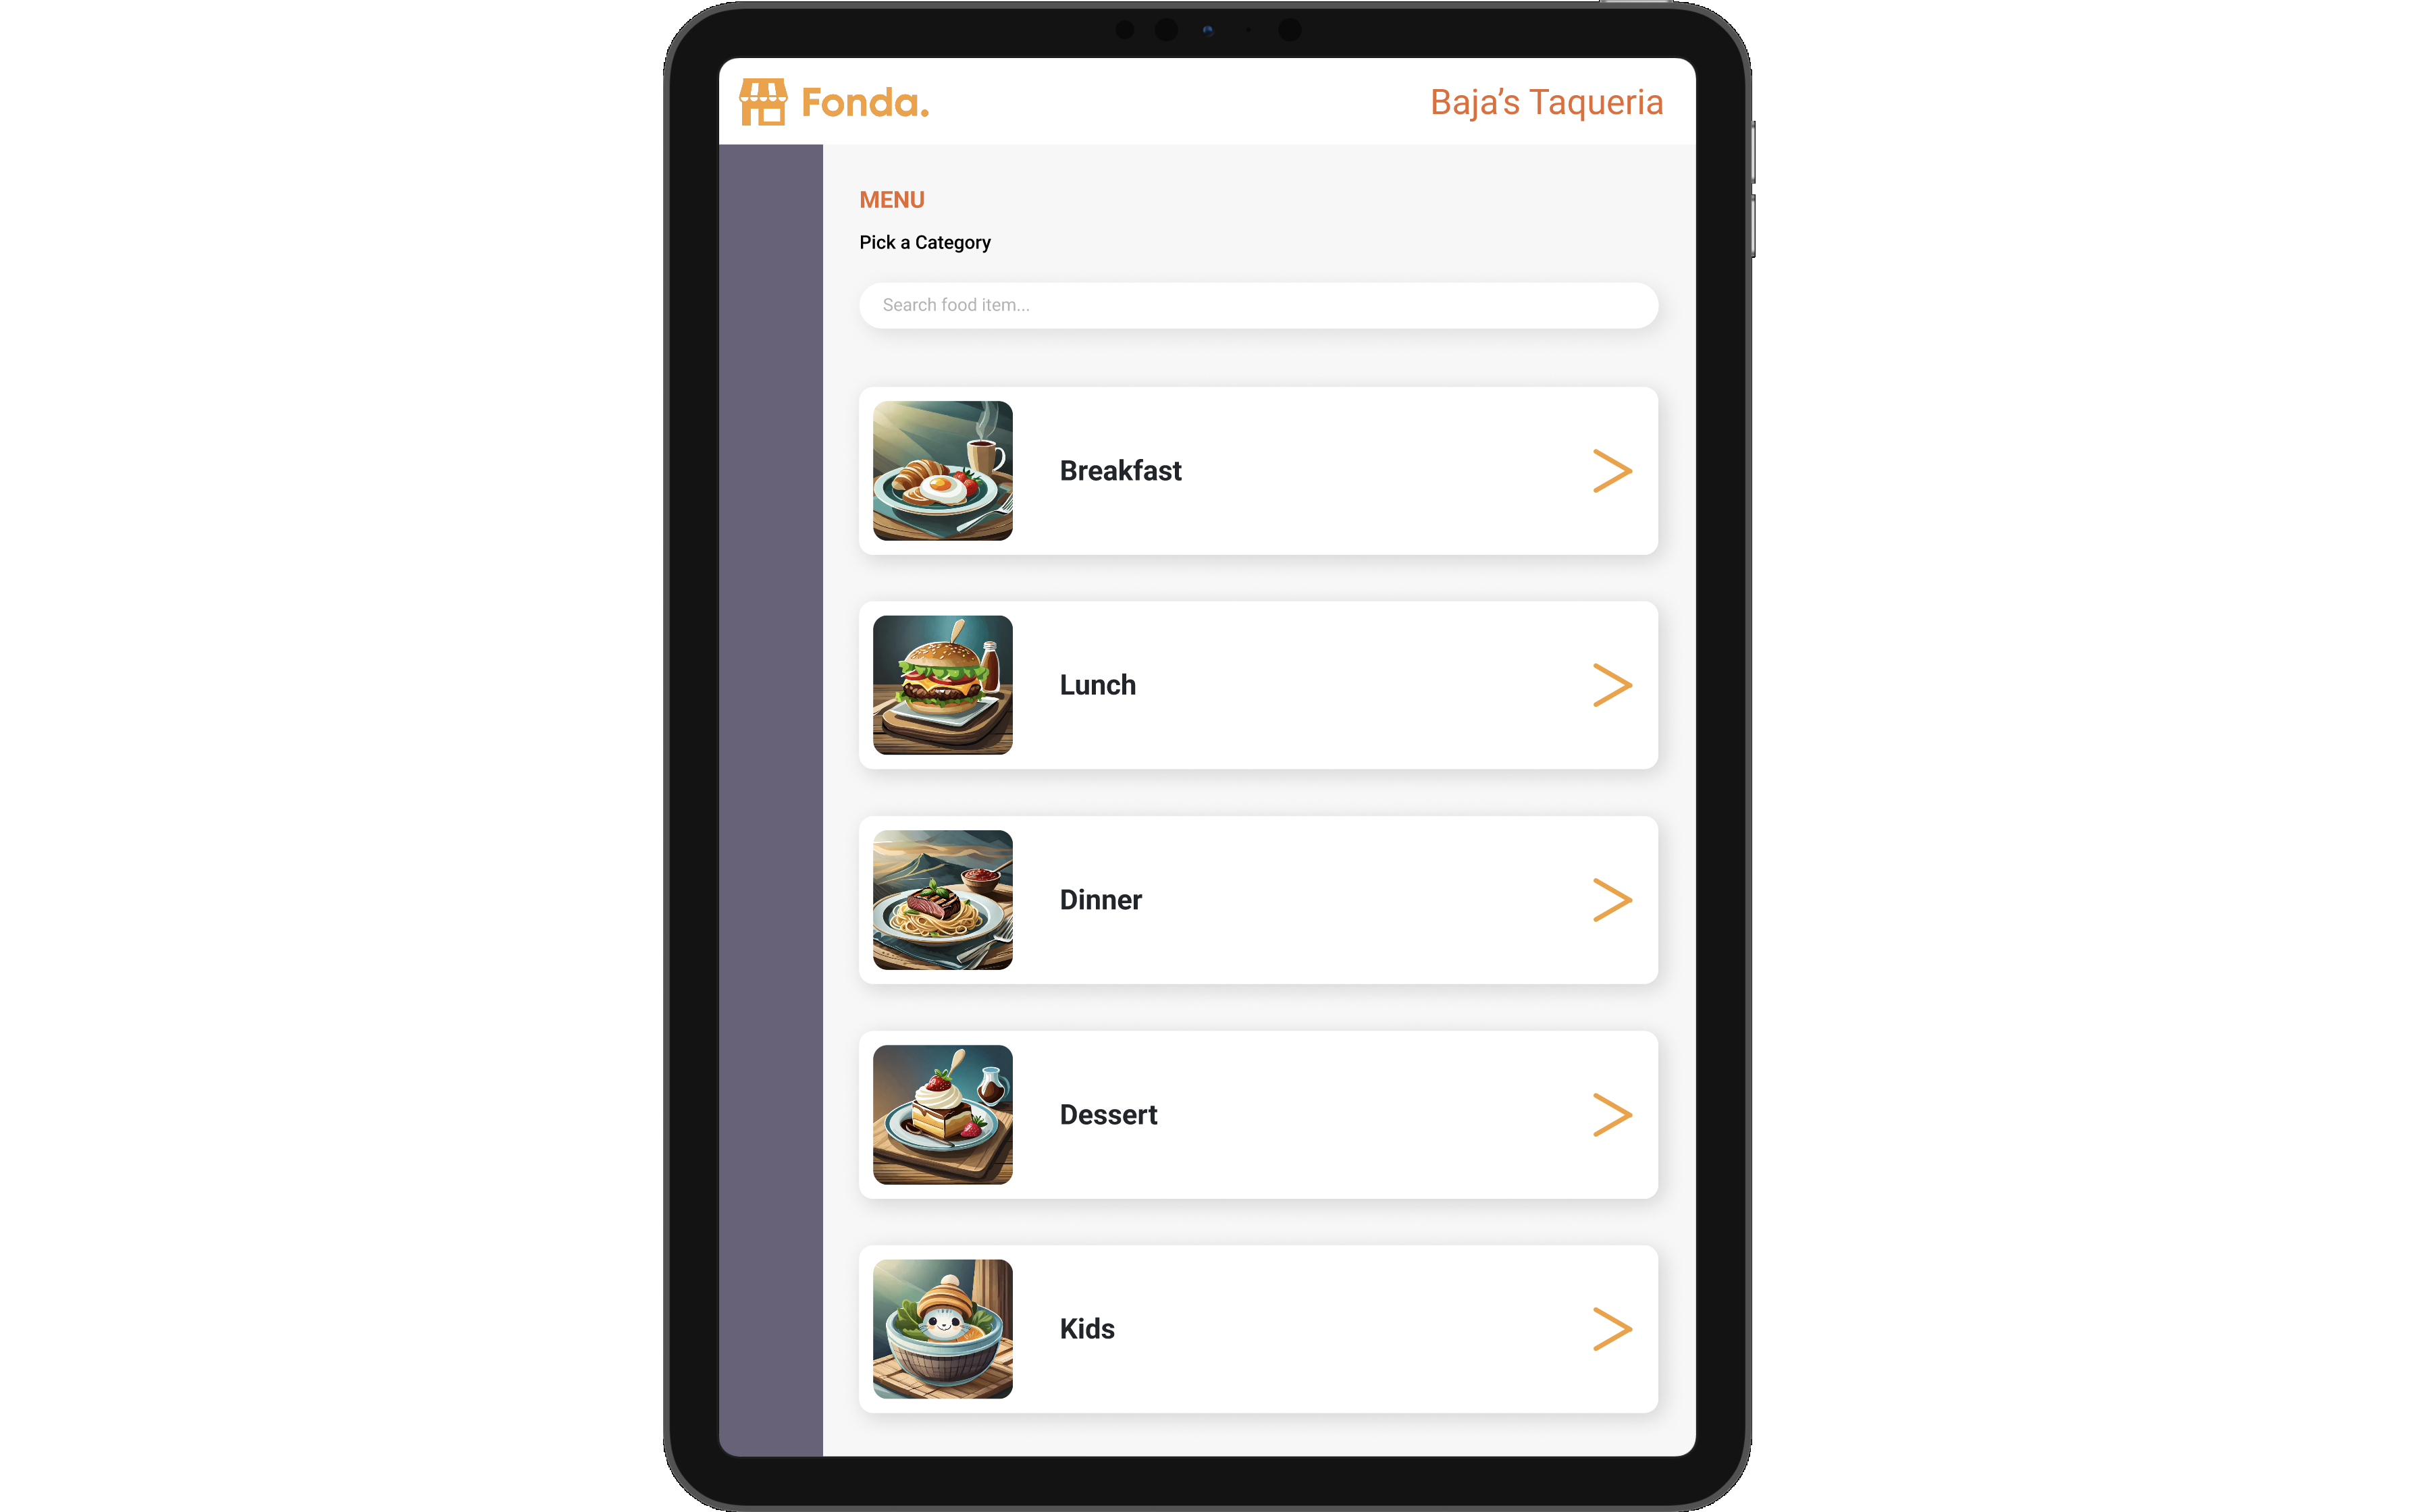 Fonda.
Baja’s Taqueria
MENU
Pick a Category
Search food item...
Breakfast
Lunch
Dinner
Dessert
Kids